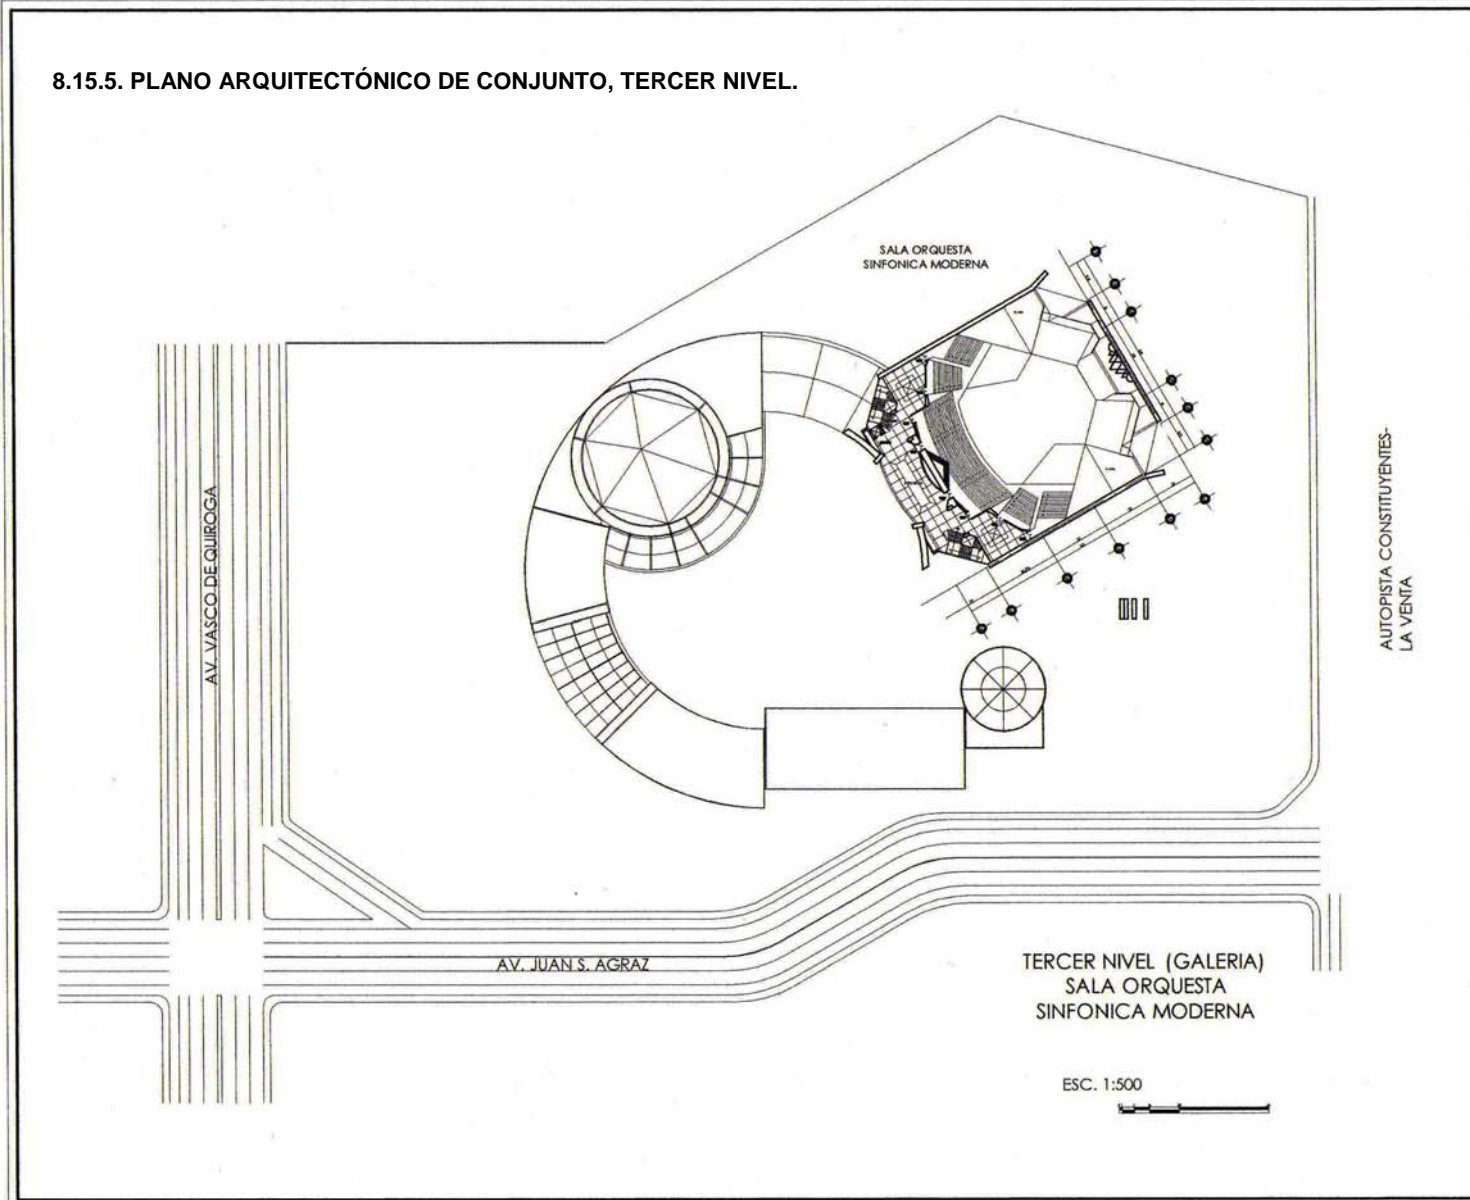 8.15.5. PLANO ARQUITECTÓNICO DE CONJUNTO, TERCER NIVEL.
SALA ORQUESTA
SINFONICA MODERNA
AV. VASCO DE QUIROGA
AUTOPISTA CONSTITUYENTES-
LA VENTA
AV. JUAN S. AGRAZ
TERCER NIVEL (GALERIA)
SALA ORQUESTA
SINFONICA MODERNA
ESC. 1:500